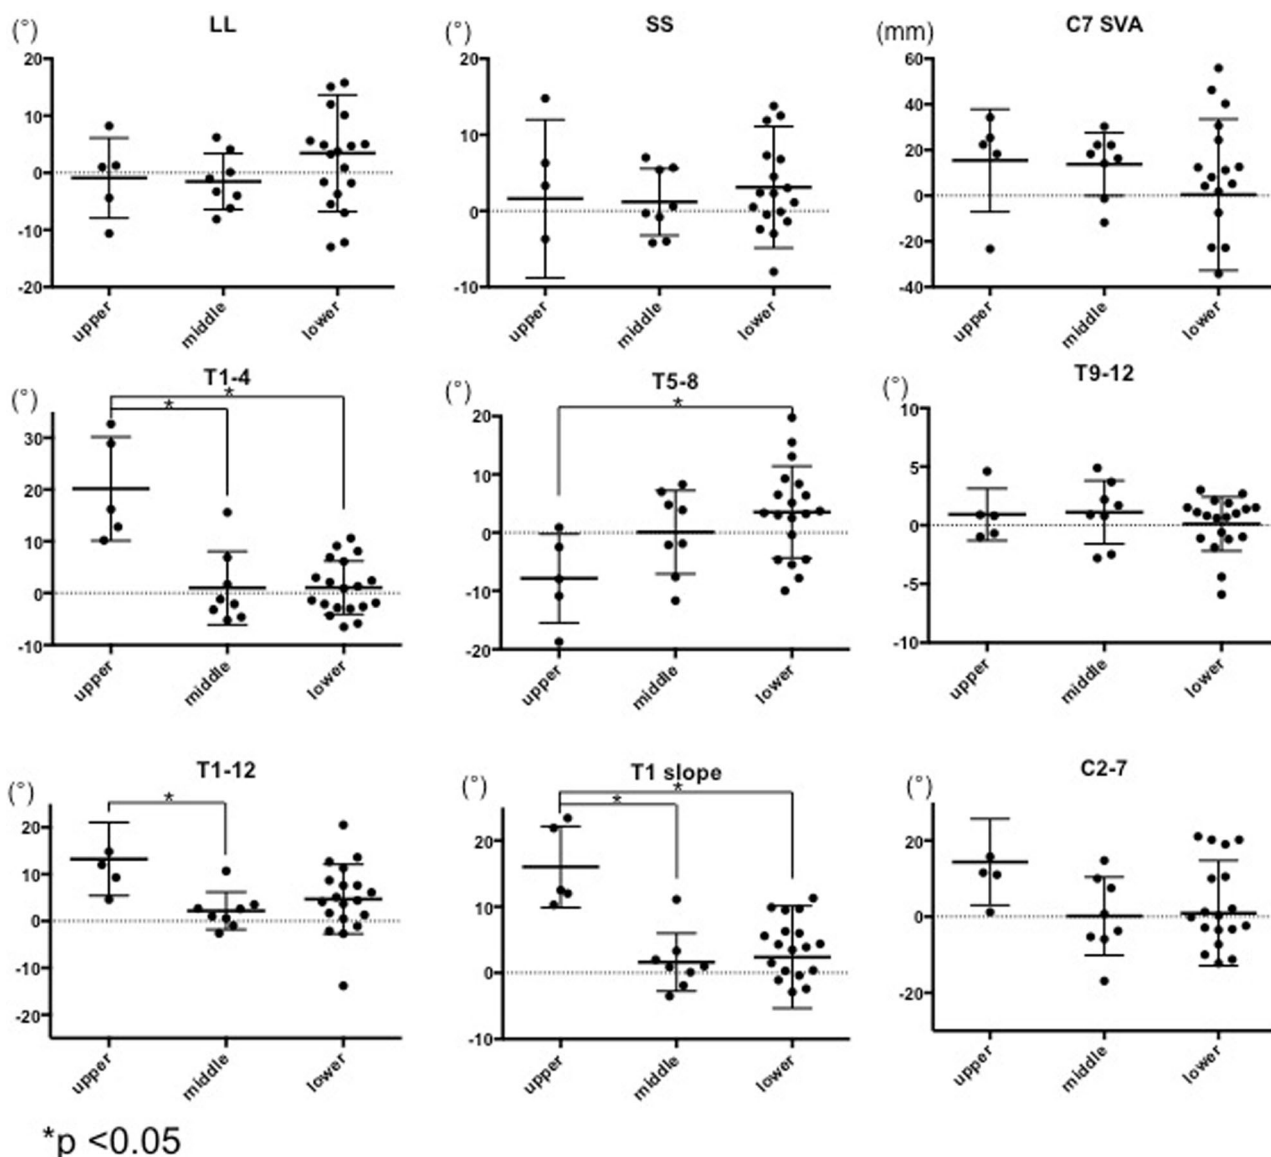 LL SS C7 SVA
(°) (°) (mm)
20 20 60
10 10 40
0 0 20
-10 -10 0
-20 -20
-40
upper middle lower upper middle lower upper middle lower
T1-4 T5-8 T9-12
(°) (°) (°)
* * *
30 20 10
20 10 5
10 0 0
0 -10 -5
-10 -20 -10
upper middle lower upper middle lower upper middle lower
T1-12 T1 slope C2-7
(°) (°) (°)
* * *
20 20 20
10 10 0
0 0 -20
-10 -10
-20
upper middle lower upper middle lower upper middle lower
*p <0.05